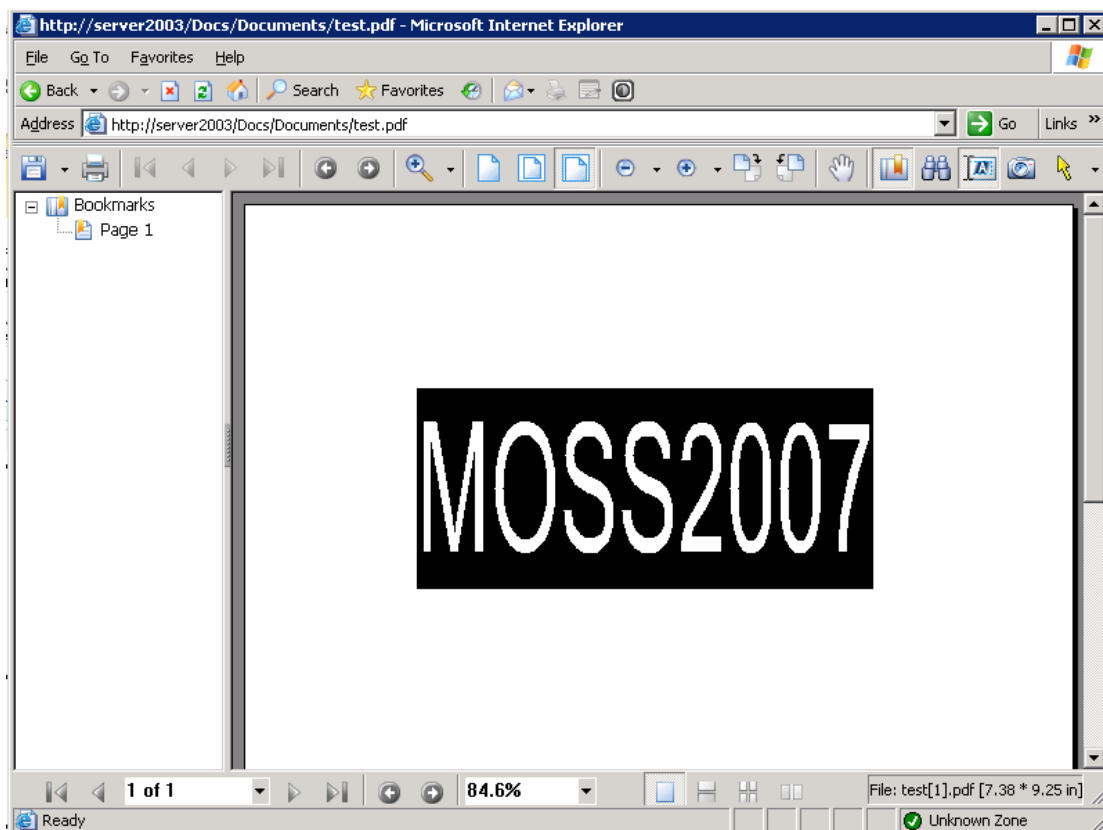 http://server2003/Docs/Documents/test.pdf - Microsoft Internet Explorer
File Go To Favorites Help
Back Search Favorites
Address http://server2003/Docs/Documents/test.pdf Go Links »
Bookmarks
Page 1
MOSS2007
1 of 1 84.6% File: test[1].pdf [7.38 * 9.25 in]
Ready Unknown Zone